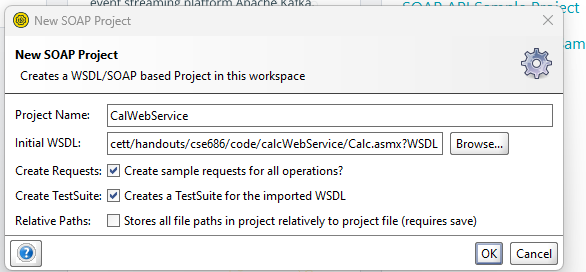 event streaming platform Apache Kafka
SOAP API Sample Project
New SOAP Project
New SOAP Project
Creates a WSDL/SOAP based Project in this workspace
Project Name: CalWebService
Initial WSDL: cett/handouts/cse686/code/calcWebService/Calc.asmx?WSDL Browse...
Create Requests: Create sample requests for all operations?
Create TestSuite: Creates a TestSuite for the imported WSDL
Relative Paths: Stores all file paths in project relatively to project file (requires save)
OK Cancel